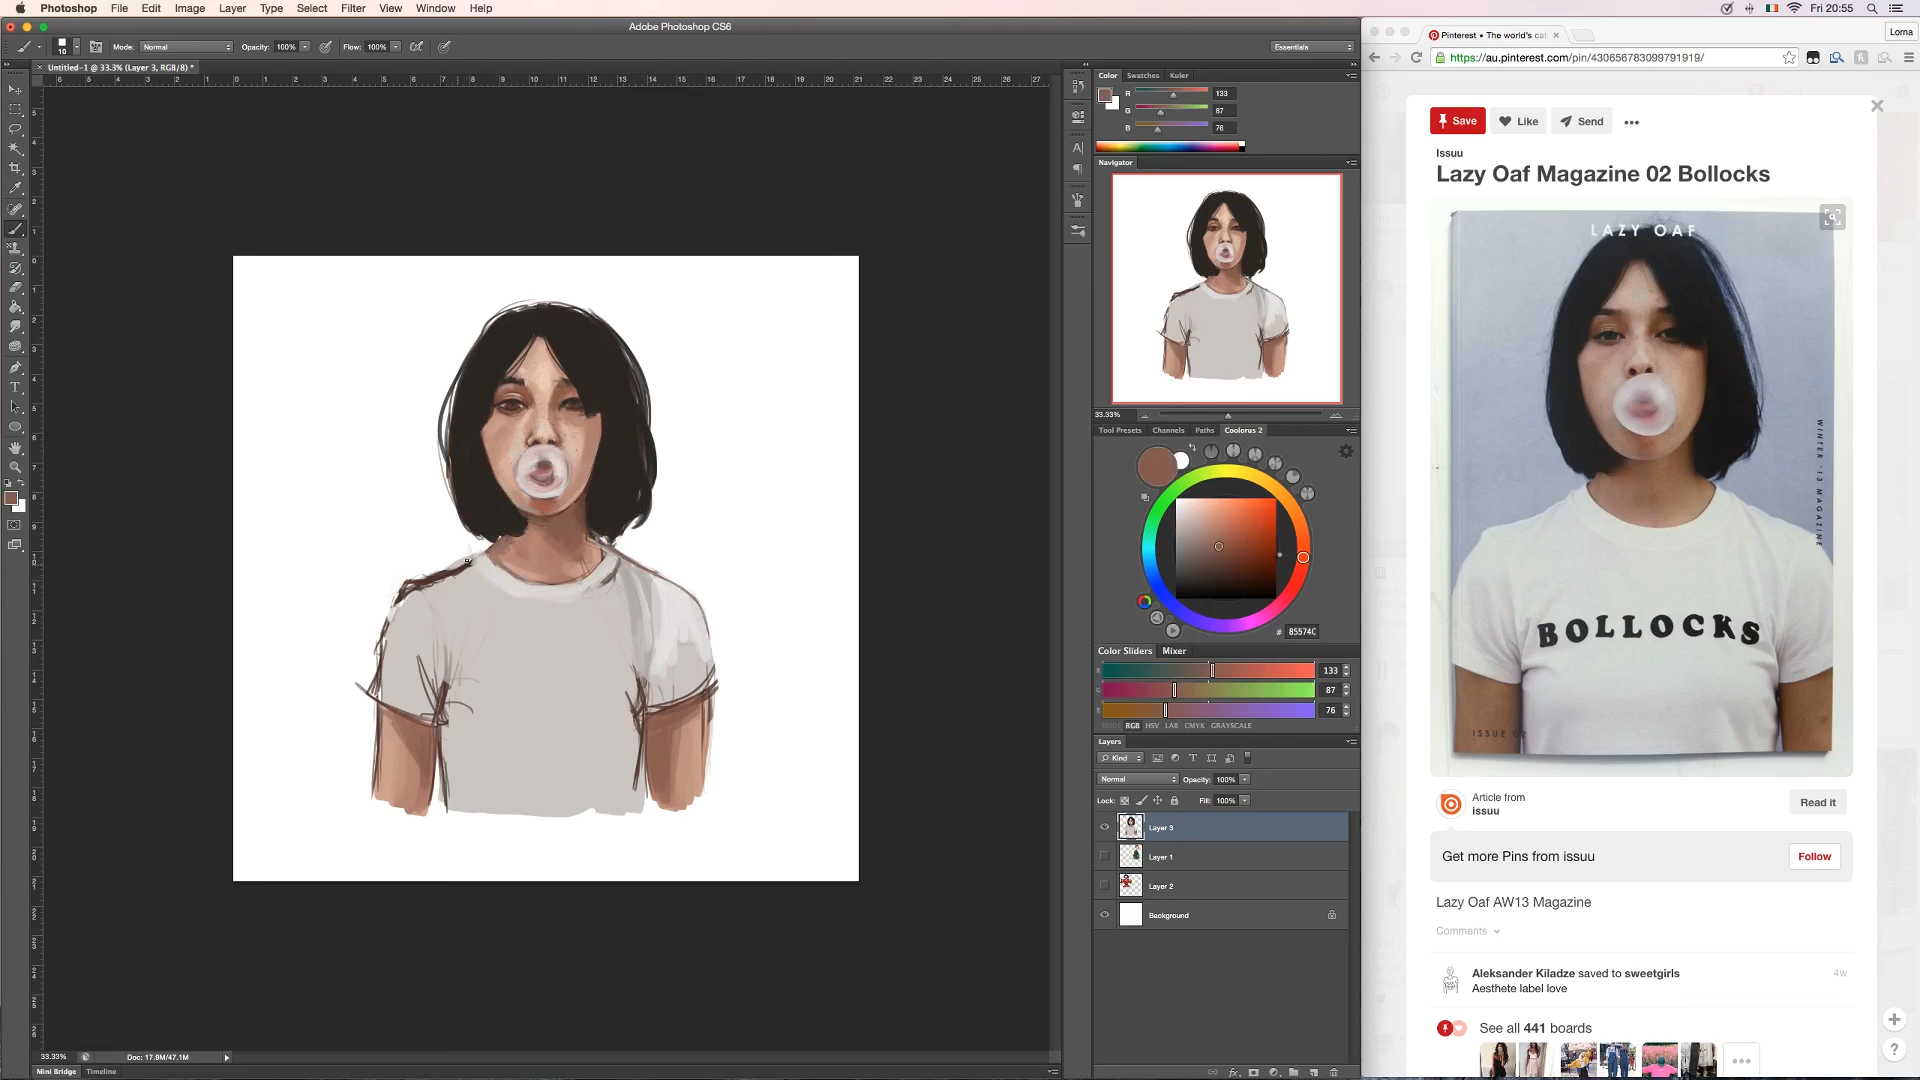 Photoshop File Edit Image Layer Type Select Filter 3D View Window Help
Fri 20:55
Adobe Photoshop CS6
Lorna
Pinterest • The world's cat
https://au.pinterest.com/pin/430656783099791919/
10 Mode: Normal Opacity: 100% Flow: 100% Essentials
Untitled-1 @ 33.3% (Layer 3, RGB/8) *
Color Swatches Kuler
R 133
G 87
B 76
Navigator
33.33%
Tool Presets Channels Paths Coolorus 2
# 85574C
Color Sliders Mixer
R 133
G 87
B 76
RGB HSV LAB CMYK GRAYSCALE
Layers
Kind
Normal Opacity: 100%
Lock: Fill: 100%
Layer 3
Layer 1
Layer 2
Background
33.33% Doc: 17.9M/47.1M
Mini Bridge Timeline
Save Like Send
Issuu
Lazy Oaf Magazine 02 Bollocks
LAZY OAF
WINTER '13 MAGAZINE
BOLLOCKS
ISSUE 02
Article from
issuu
Read it
Get more Pins from issuu
Follow
Lazy Oaf AW13 Magazine
Comments
Aleksander Kiladze saved to sweetgirls
4w
Aesthete label love
See all 441 boards